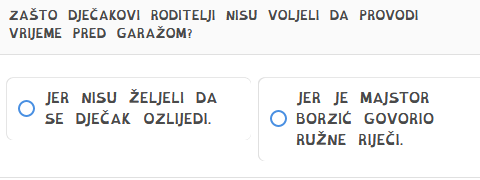 ZAŠTO DJEČAKOVI RODITELJI NISU VOLJELI DA PROVODI
VRIJEME PRED GARAŽOM?
JER NISU ŽELJELI DA
SE DJEČAK OZLIJEDI.
JER JE MAJSTOR
BORZIĆ GOVORIO
RUŽNE RIJEČI.